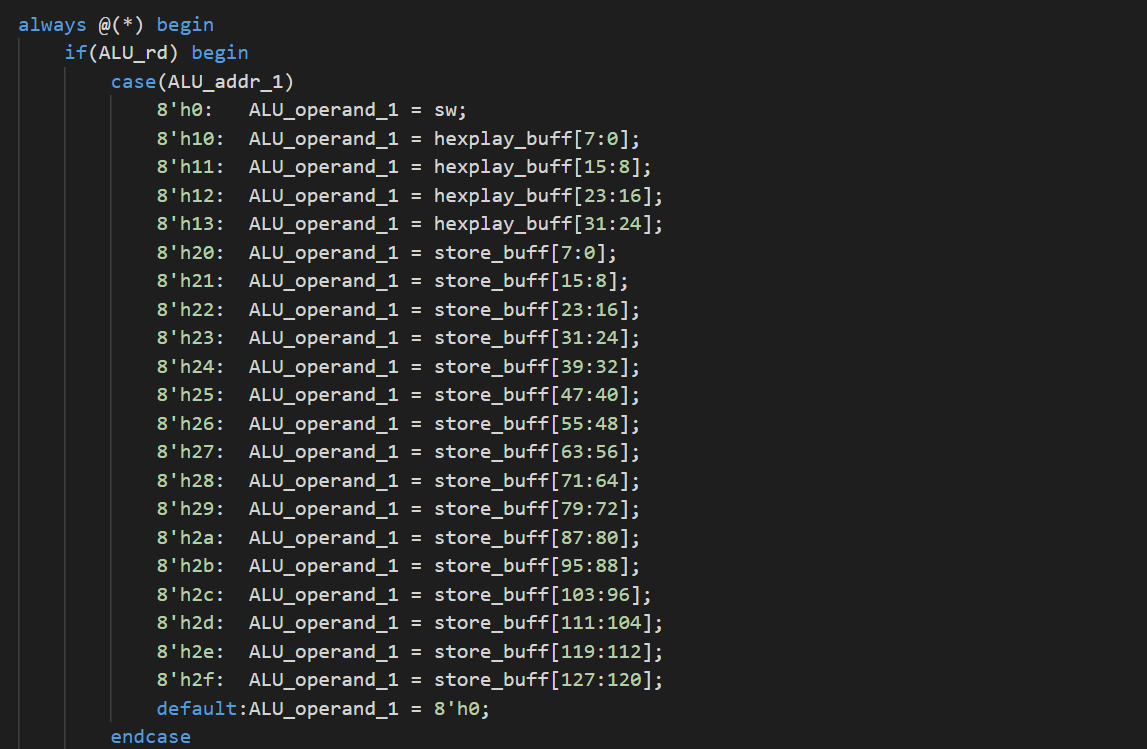 always @(*) begin
    if(ALU_rd) begin
        case(ALU_addr_1)
            8'h0:   ALU_operand_1 = sw;
            8'h10:  ALU_operand_1 = hexplay_buff[7:0];
            8'h11:  ALU_operand_1 = hexplay_buff[15:8];
            8'h12:  ALU_operand_1 = hexplay_buff[23:16];
            8'h13:  ALU_operand_1 = hexplay_buff[31:24];
            8'h20:  ALU_operand_1 = store_buff[7:0];
            8'h21:  ALU_operand_1 = store_buff[15:8];
            8'h22:  ALU_operand_1 = store_buff[23:16];
            8'h23:  ALU_operand_1 = store_buff[31:24];
            8'h24:  ALU_operand_1 = store_buff[39:32];
            8'h25:  ALU_operand_1 = store_buff[47:40];
            8'h26:  ALU_operand_1 = store_buff[55:48];
            8'h27:  ALU_operand_1 = store_buff[63:56];
            8'h28:  ALU_operand_1 = store_buff[71:64];
            8'h29:  ALU_operand_1 = store_buff[79:72];
            8'h2a:  ALU_operand_1 = store_buff[87:80];
            8'h2b:  ALU_operand_1 = store_buff[95:88];
            8'h2c:  ALU_operand_1 = store_buff[103:96];
            8'h2d:  ALU_operand_1 = store_buff[111:104];
            8'h2e:  ALU_operand_1 = store_buff[119:112];
            8'h2f:  ALU_operand_1 = store_buff[127:120];
            default:ALU_operand_1 = 8'h0;
        endcase